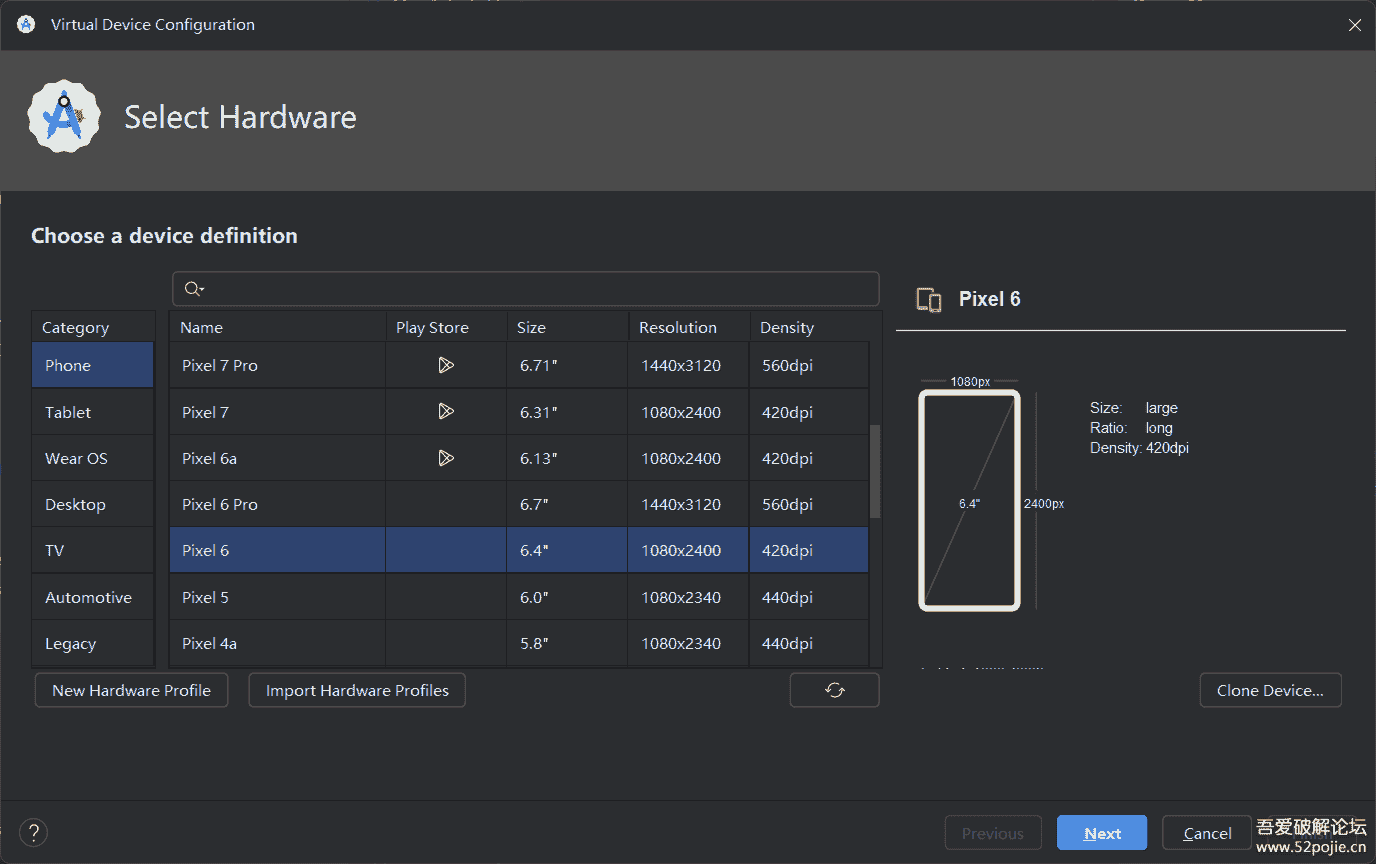 Virtual Device Configuration
Select Hardware
Choose a device definition
Category Name Play Store Size Resolution Density
Phone Pixel 7 Pro 6.71" 1440x3120 560dpi
Tablet Pixel 7 6.31" 1080x2400 420dpi
Wear OS Pixel 6a 6.13" 1080x2400 420dpi
Desktop Pixel 6 Pro 6.7" 1440x3120 560dpi
TV Pixel 6 6.4" 1080x2400 420dpi
Automotive Pixel 5 6.0" 1080x2340 440dpi
Legacy Pixel 4a 5.8" 1080x2340 440dpi
Pixel 6
1080px
6.4"
2400px
Size: large
Ratio: long
Density: 420dpi
New Hardware Profile Import Hardware Profiles Clone Device...
? Previous Next Cancel
吾爱破解论坛
www.52pojie.cn